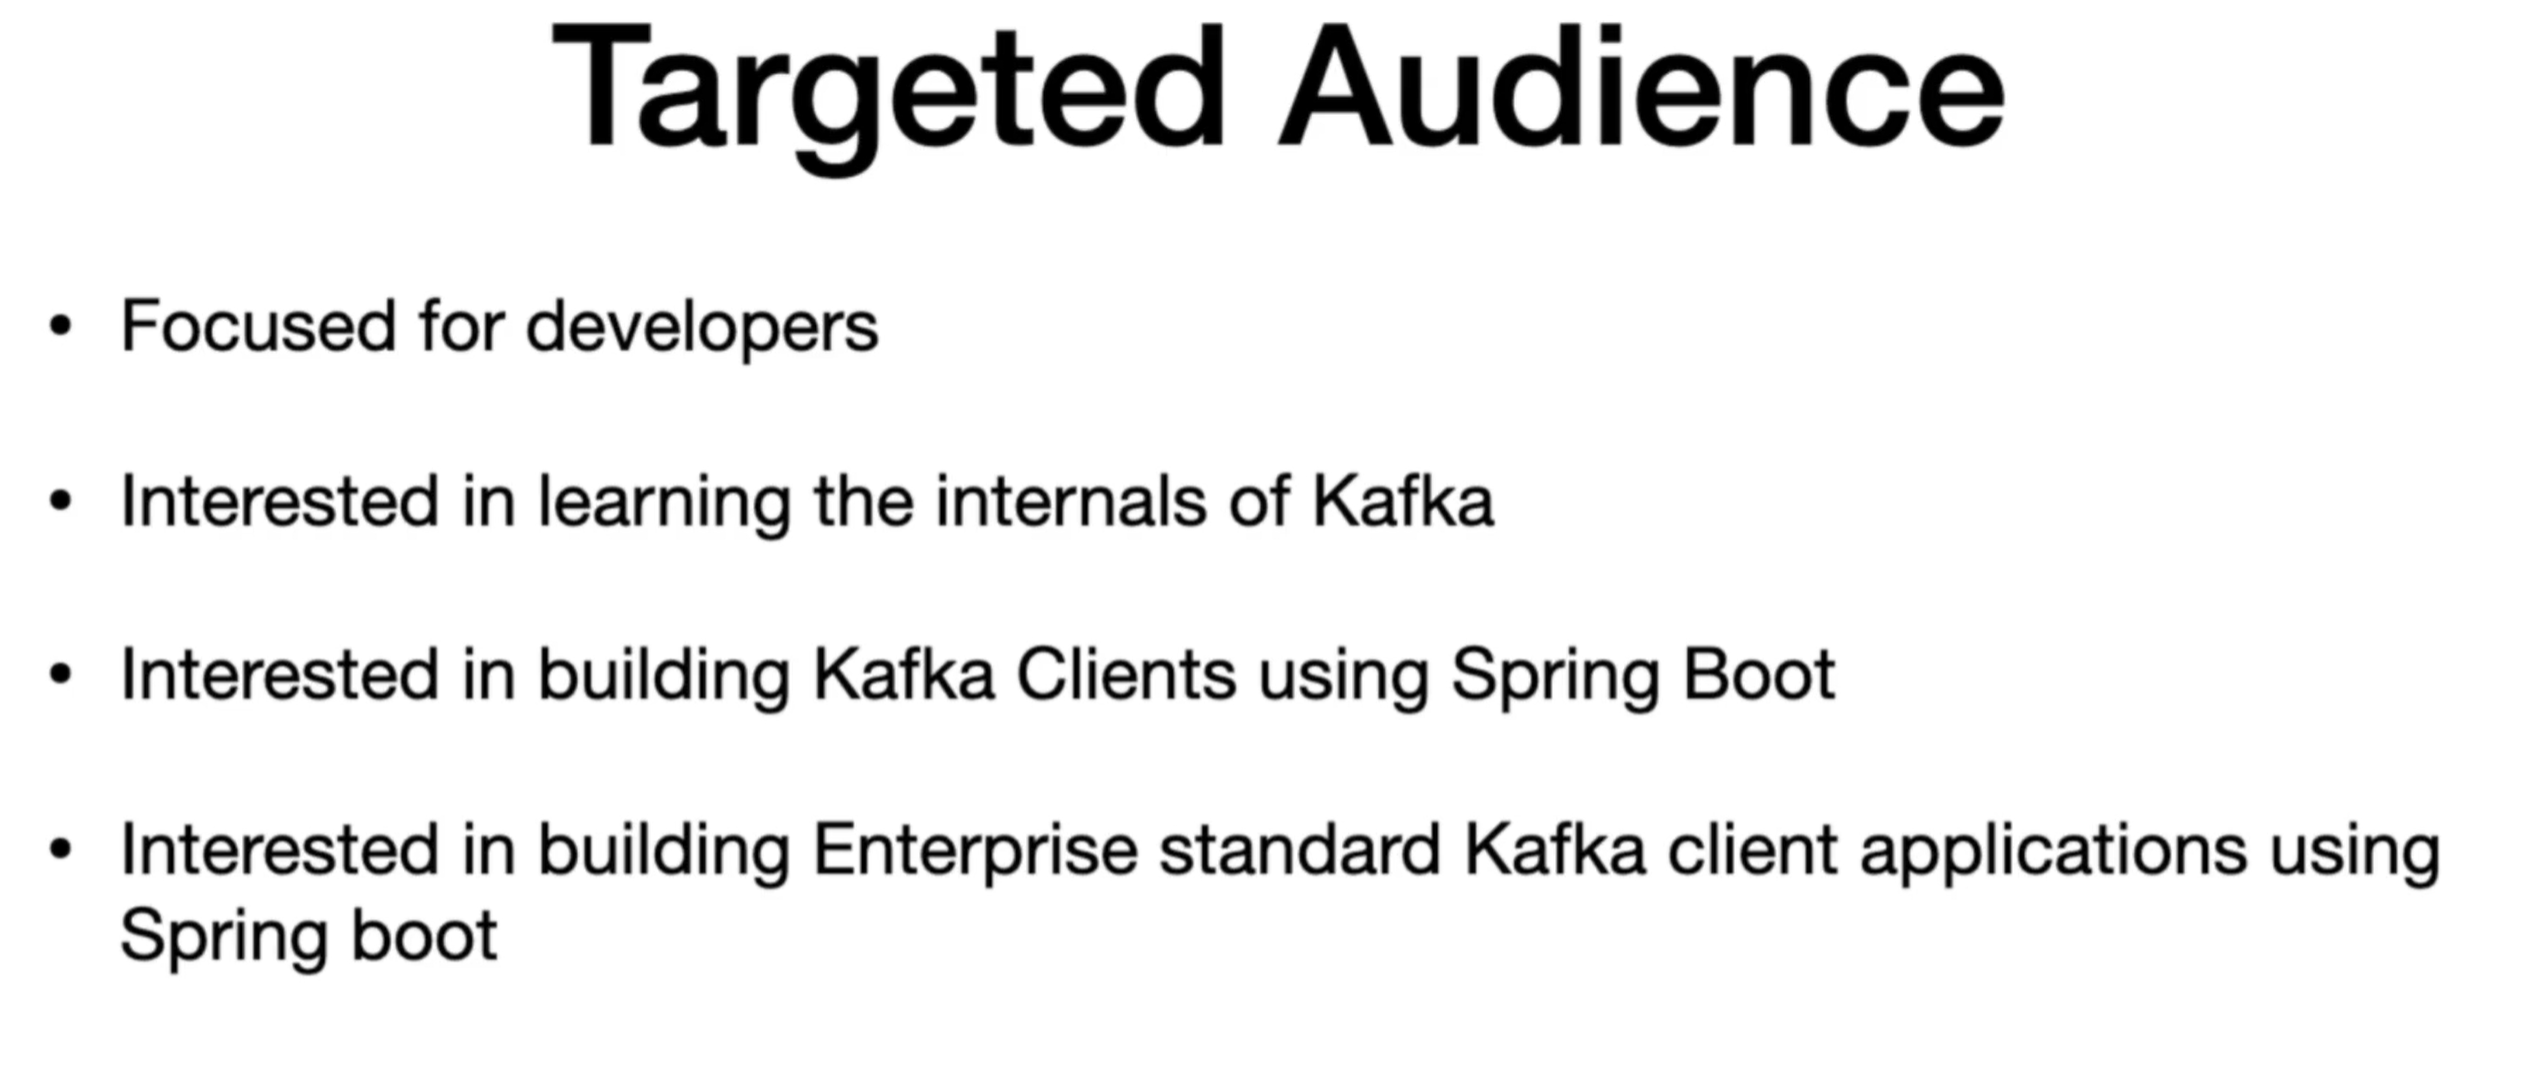 Targeted Audience
• Focused for developers
• Interested in learning the internals of Kafka
• Interested in building Kafka Clients using Spring Boot
• Interested in building Enterprise standard Kafka client applications using
Spring boot